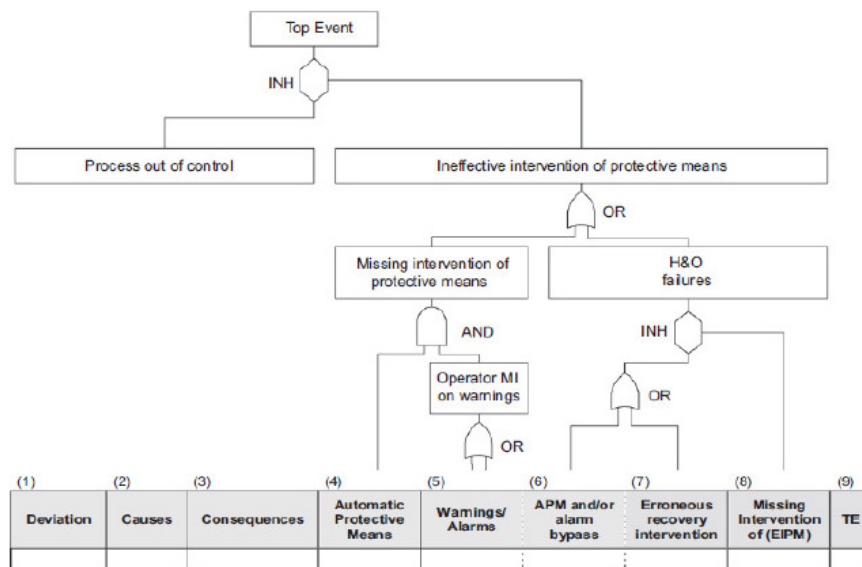 Top Event
INH
Process out of control
Ineffective intervention of protective means
OR
Missing intervention of
protective means
H&O
failures
AND
INH
Operator MI
on warnings
OR
OR
(1) (2) (3) (4) (5) (6) (7) (8) (9)
Deviation
Causes
Consequences
Automatic
Protective
Means
Warnings/
Alarms
APM and/or
alarm
bypass
Erroneous
recovery
intervention
Missing
Intervention
of (EIPM)
TE